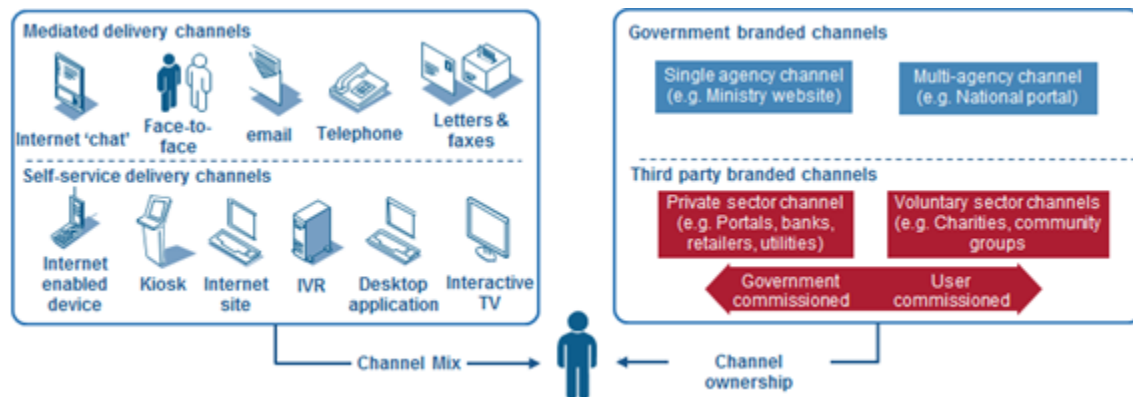 Mediated delivery channels
Internet 'chat'
Face-to-
face
email
Telephone
Letters &
faxes
Self-service delivery channels
Internet
enabled
device
Kiosk
Internet
site
IVR
Desktop
application
Interactive
TV
Government branded channels
Single agency channel
(e.g. Ministry website)
Multi-agency channel
(e.g. National portal)
Third party branded channels
Private sector channel
(e.g. Portals, banks,
retailers, utilities)
Voluntary sector channels
(e.g. Charities, community
groups
Government
commissioned
User
commissioned
Channel Mix
Channel
ownership